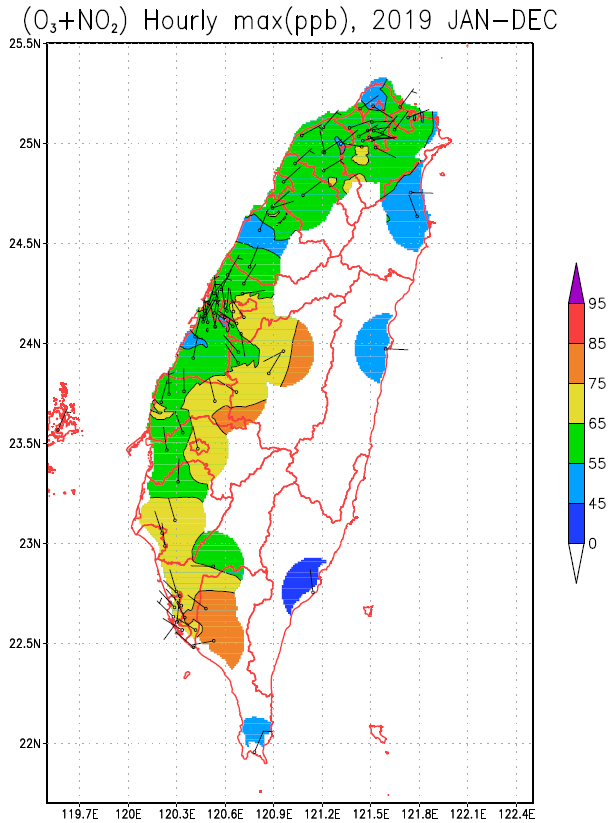 (O₃+NO₂) Hourly max(ppb), 2019 JAN-DEC
25.5N
25N
24.5N
24N
23.5N
23N
22.5N
22N
119.7E 120E 120.3E 120.6E 120.9E 121.2E 121.5E 121.8E 122.1E 122.4E
95
85
75
65
55
45
0